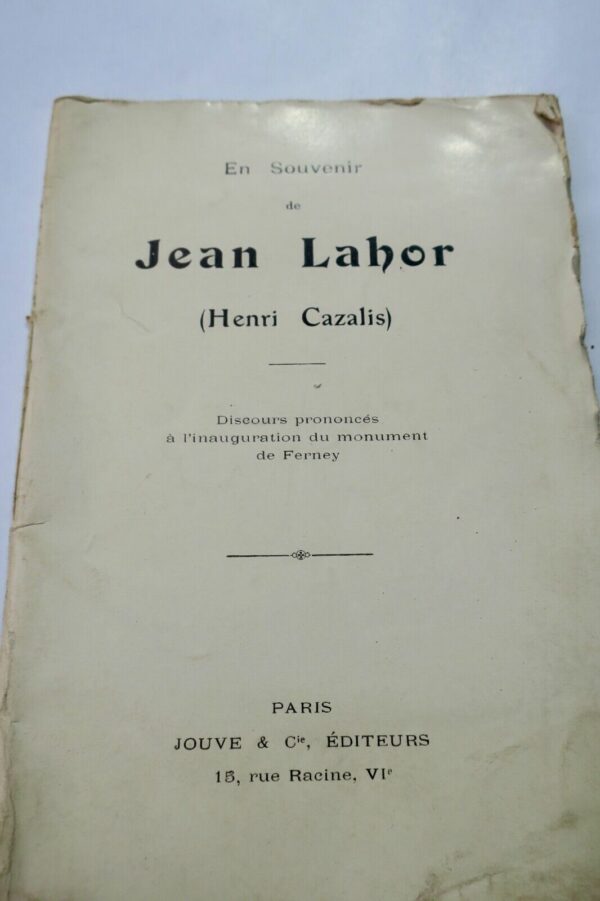 En Souvenir
de
Jean Lahor
(Henri Cazalis)
Discours prononcés
à l'inauguration du monument
de Ferney
PARIS
JOUVE & Cie, ÉDITEURS
15, rue Racine, VIe